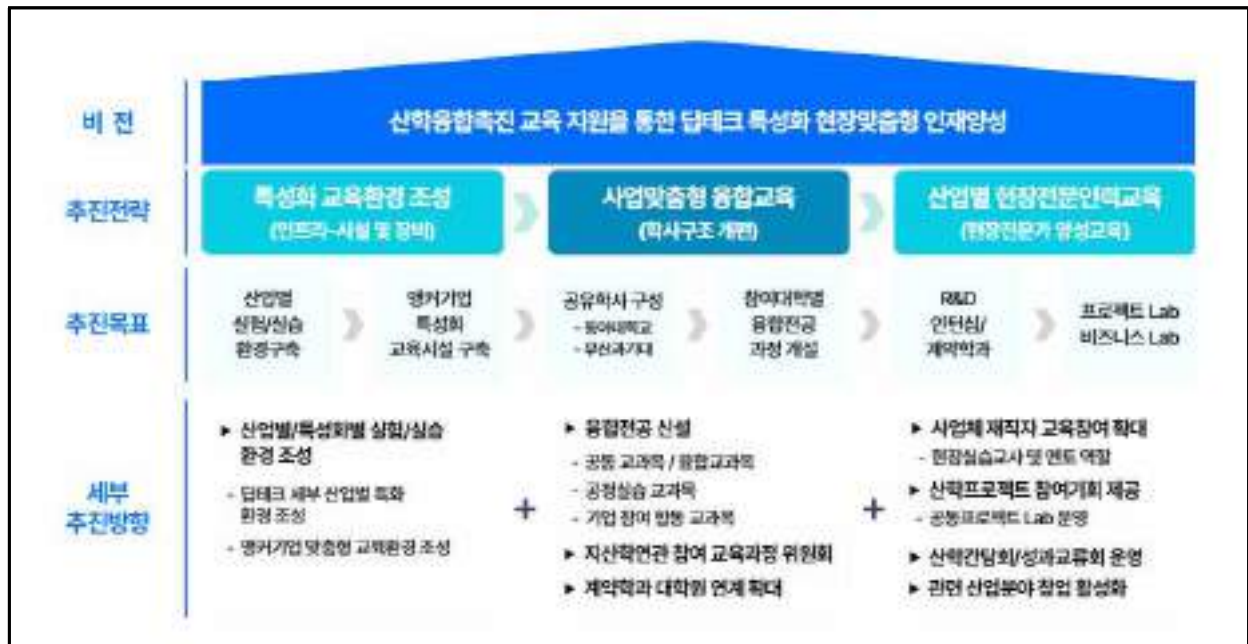 비 전
산학융합촉진 교육 지원을 통한 딥테크 특성화 현장맞춤형 인재양성
추진전략
특성화 교육환경 조성
(인프라-시설 및 장비)
사업맞춤형 융합교육
(학사구조 개편)
산업별 현장전문인력교육
(현장전문가 양성교육)
추진목표
산업별
실험/실습
환경구축
앵커기업
특성화
교육시설 구축
공유학사 구성
- 동아대학교
- 부산과기대
참여대학별
융합전공
과정 개설
R&D
인턴십/
계약학과
프로젝트 Lab
비즈니스 Lab
세부
추진방향
► 산업별/특성화별 실험/실습
환경 조성
- 딥테크 세부 산업별 특화
환경 조성
- 앵커기업 맞춤형 교육환경 조성
+
► 융합전공 신설
- 공통 교과목 / 융합교과목
- 공정실습 교과목
- 기업 참여 합동 교과목
► 지산학연관 참여 교육과정 위원회
► 계약학과 대학원 연계 확대
+
► 사업체 재직자 교육참여 확대
- 현장실습교사 및 멘토 역할
► 산학프로젝트 참여기회 제공
- 공동프로젝트 Lab 운영
► 산학간담회/성과교류회 운영
► 관련 산업분야 창업 활성화